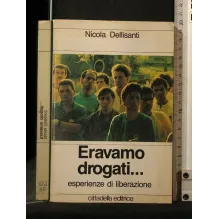 Nicola Dellisanti
Eravamo
drogati...
esperienze di liberazione
cittadella editrice